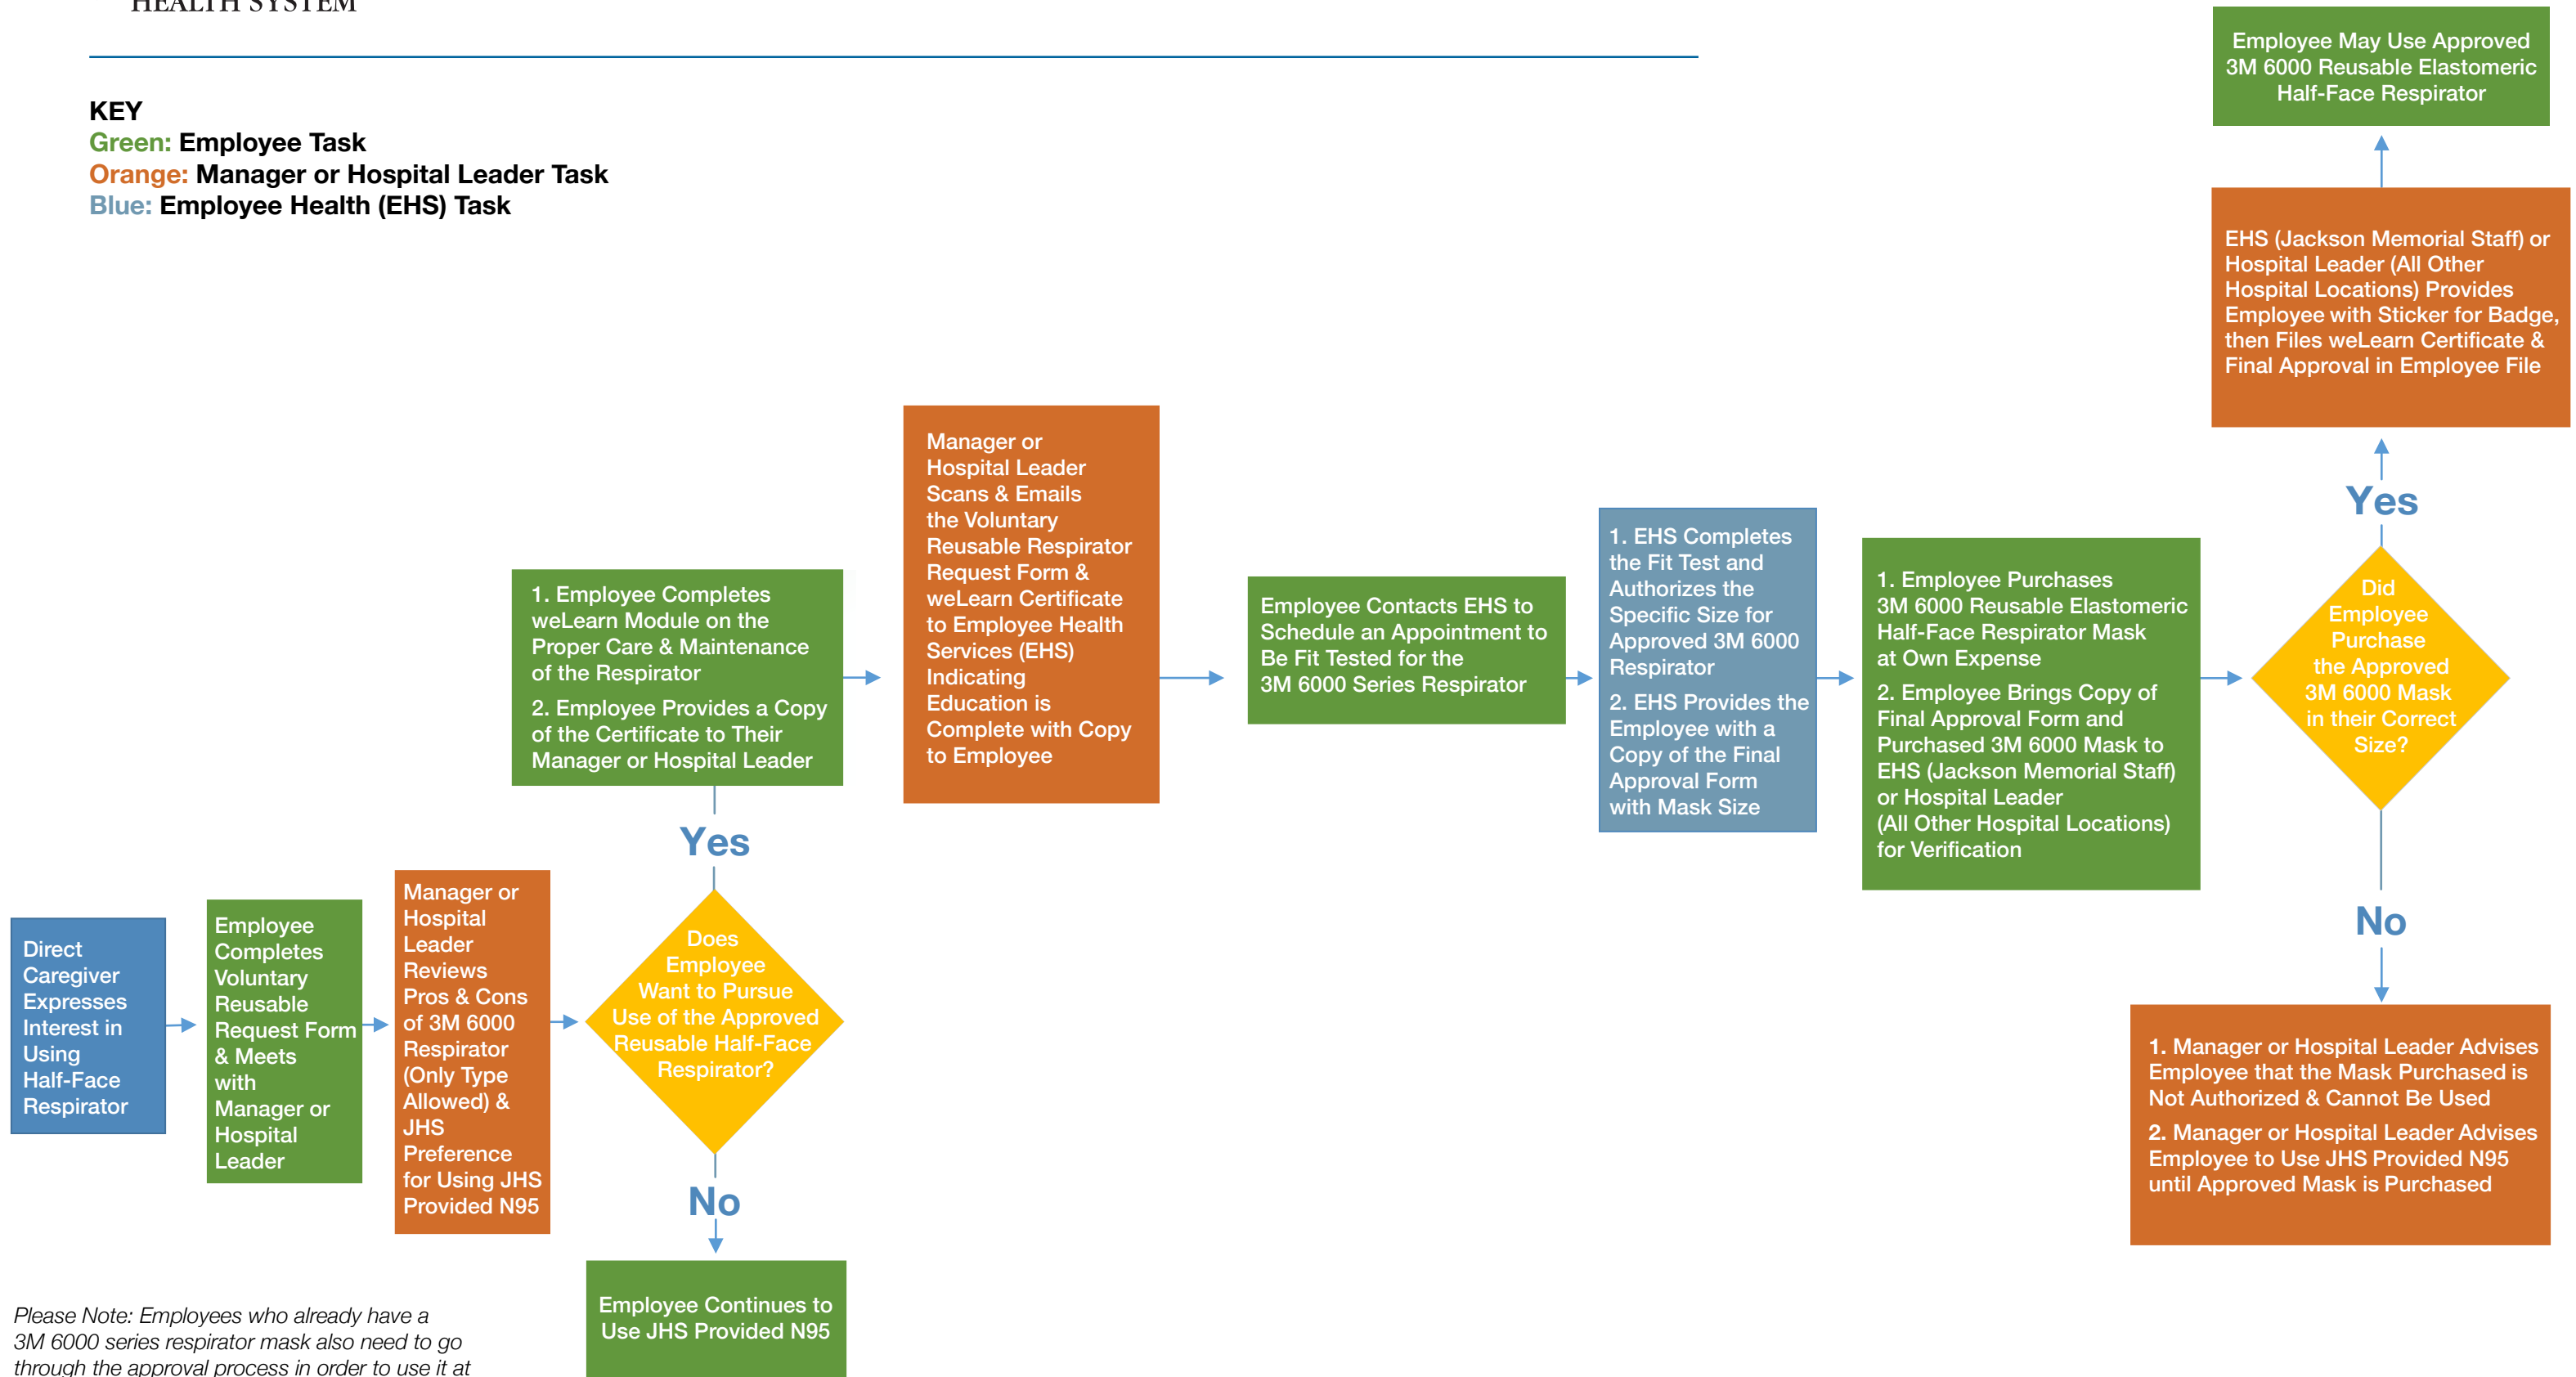 HEALTH SYSTEM
KEY
Green: Employee Task
Orange: Manager or Hospital Leader Task
Blue: Employee Health (EHS) Task
Direct
Caregiver
Expresses
Interest in
Using
Half-Face
Respirator
Employee
Completes
Voluntary
Reusable
Request Form
& Meets
with
Manager or
Hospital
Leader
Manager or
Hospital
Leader
Reviews
Pros & Cons
of 3M 6000
Respirator
(Only Type
Allowed) &
JHS
Preference
for Using JHS
Provided N95
Does
Employee
Want to Pursue
Use of the Approved
Reusable Half-Face
Respirator?
No
Employee Continues to
Use JHS Provided N95
Yes
1. Employee Completes
weLearn Module on the
Proper Care & Maintenance
of the Respirator
2. Employee Provides a Copy
of the Certificate to Their
Manager or Hospital Leader
Manager or
Hospital Leader
Scans & Emails
the Voluntary
Reusable Respirator
Request Form &
weLearn Certificate
to Employee Health
Services (EHS)
Indicating
Education is
Complete with Copy
to Employee
Employee Contacts EHS to
Schedule an Appointment to
Be Fit Tested for the
3M 6000 Series Respirator
1. EHS Completes
the Fit Test and
Authorizes the
Specific Size for
Approved 3M 6000
Respirator
2. EHS Provides the
Employee with a
Copy of the Final
Approval Form
with Mask Size
1. Employee Purchases
3M 6000 Reusable Elastomeric
Half-Face Respirator Mask
at Own Expense
2. Employee Brings Copy of
Final Approval Form and
Purchased 3M 6000 Mask to
EHS (Jackson Memorial Staff)
or Hospital Leader
(All Other Hospital Locations)
for Verification
Did
Employee
Purchase
the Approved
3M 6000 Mask
in their Correct
Size?
Yes
EHS (Jackson Memorial Staff) or
Hospital Leader (All Other
Hospital Locations) Provides
Employee with Sticker for Badge,
then Files weLearn Certificate &
Final Approval in Employee File
Employee May Use Approved
3M 6000 Reusable Elastomeric
Half-Face Respirator
No
1. Manager or Hospital Leader Advises
Employee that the Mask Purchased is
Not Authorized & Cannot Be Used
2. Manager or Hospital Leader Advises
Employee to Use JHS Provided N95
until Approved Mask is Purchased
Please Note: Employees who already have a
3M 6000 series respirator mask also need to go
through the approval process in order to use it at